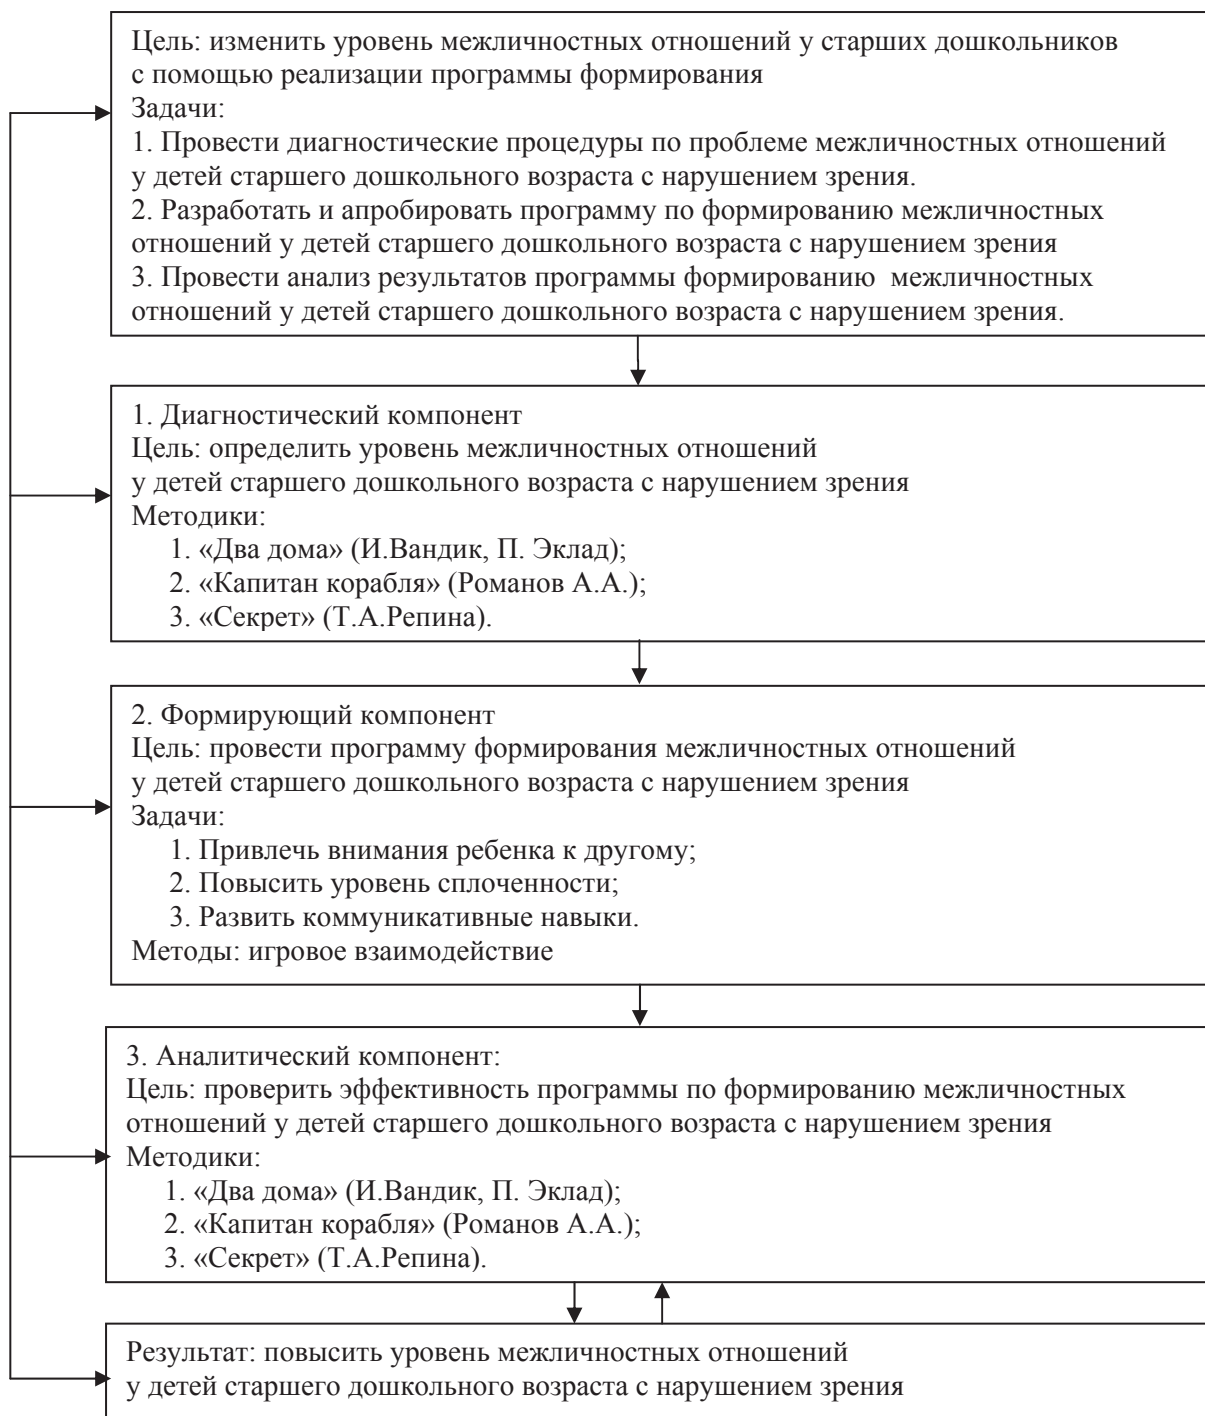 Цель: изменить уровень межличностных отношений у старших дошкольников
с помощью реализации программы формирования
Задачи:
1. Провести диагностические процедуры по проблеме межличностных отношений
у детей старшего дошкольного возраста с нарушением зрения.
2. Разработать и апробировать программу по формированию межличностных
отношений у детей старшего дошкольного возраста с нарушением зрения
3. Провести анализ результатов программы формированию межличностных
отношений у детей старшего дошкольного возраста с нарушением зрения.
1. Диагностический компонент
Цель: определить уровень межличностных отношений
у детей старшего дошкольного возраста с нарушением зрения
Методики:
1. «Два дома» (И.Вандик, П. Эклад);
2. «Капитан корабля» (Романов А.А.);
3. «Секрет» (Т.А.Репина).
2. Формирующий компонент
Цель: провести программу формирования межличностных отношений
у детей старшего дошкольного возраста с нарушением зрения
Задачи:
1. Привлечь внимания ребенка к другому;
2. Повысить уровень сплоченности;
3. Развить коммуникативные навыки.
Методы: игровое взаимодействие
3. Аналитический компонент:
Цель: проверить эффективность программы по формированию межличностных
отношений у детей старшего дошкольного возраста с нарушением зрения
Методики:
1. «Два дома» (И.Вандик, П. Эклад);
2. «Капитан корабля» (Романов А.А.);
3. «Секрет» (Т.А.Репина).
Результат: повысить уровень межличностных отношений
у детей старшего дошкольного возраста с нарушением зрения